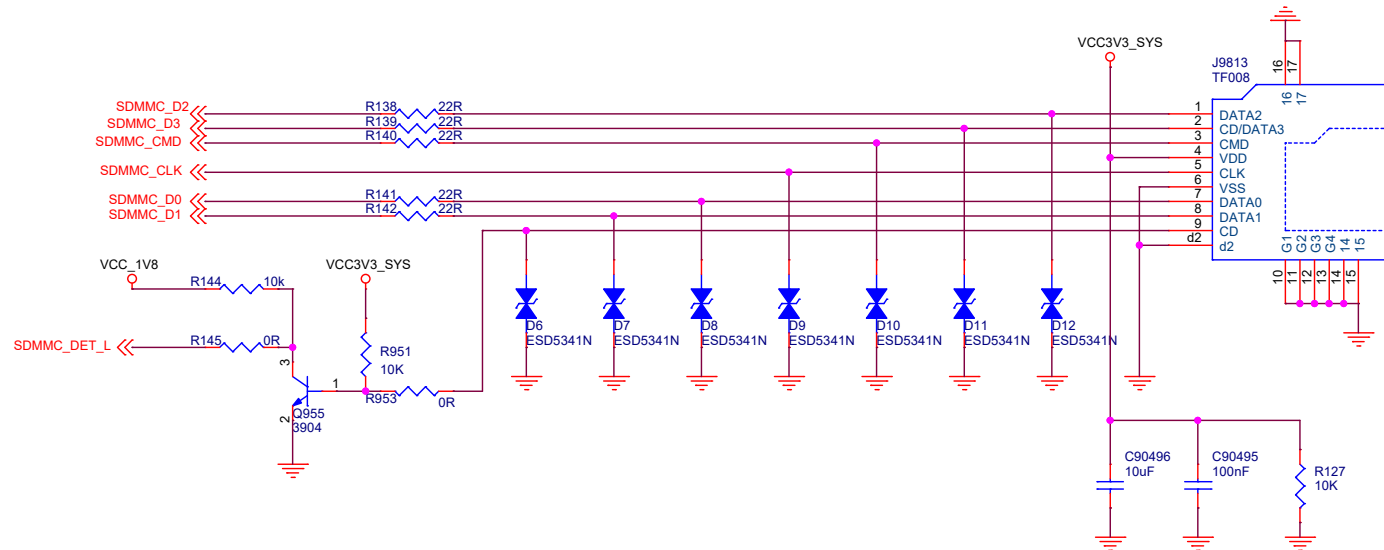 VCC3V3_SYS
J9813
TF008
16
17
16
17
SDMMC_D2
R138
22R
1
DATA2
SDMMC_D3
R139
22R
2
CD/DATA3
SDMMC_CMD
R140
22R
3
CMD
4
VDD
SDMMC_CLK
5
CLK
6
VSS
SDMMC_D0
R141
22R
7
DATA0
SDMMC_D1
R142
22R
8
DATA1
9
CD
d2
d2
G1
G2
G3
G4
14
15
10
11
12
13
14
15
VCC_1V8
VCC3V3_SYS
R144
10k
SDMMC_DET_L
R145
0R
R951
10K
3
1
2
R953
0R
Q955
3904
D6
ESD5341N
D7
ESD5341N
D8
ESD5341N
D9
ESD5341N
D10
ESD5341N
D11
ESD5341N
D12
ESD5341N
C90496
10uF
C90495
100nF
R127
10K